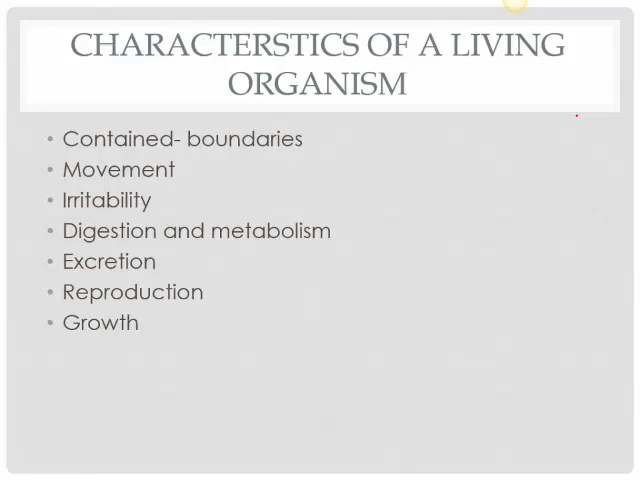 CHARACTERSTICS OF A LIVING
ORGANISM
• Contained- boundaries
• Movement
• Irritability
• Digestion and metabolism
• Excretion
• Reproduction
• Growth